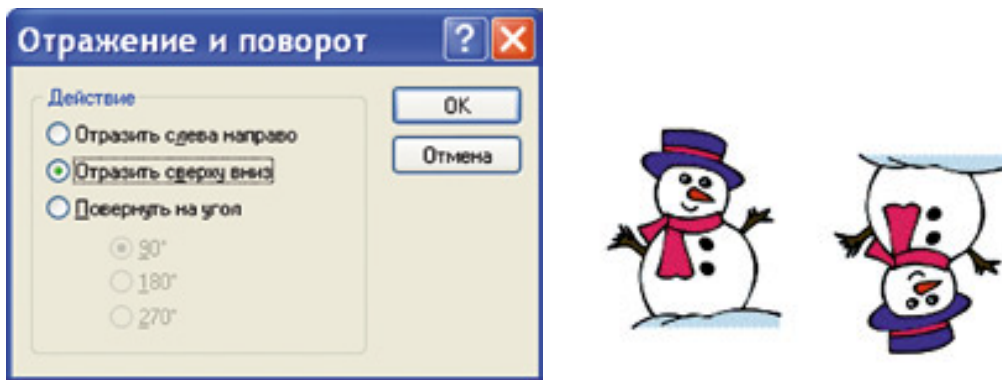 Отражение и поворот
Действие
Отразить слева направо
Отразить сверху вниз
Повернуть на угол
90°
180°
270°
OK
Отмена